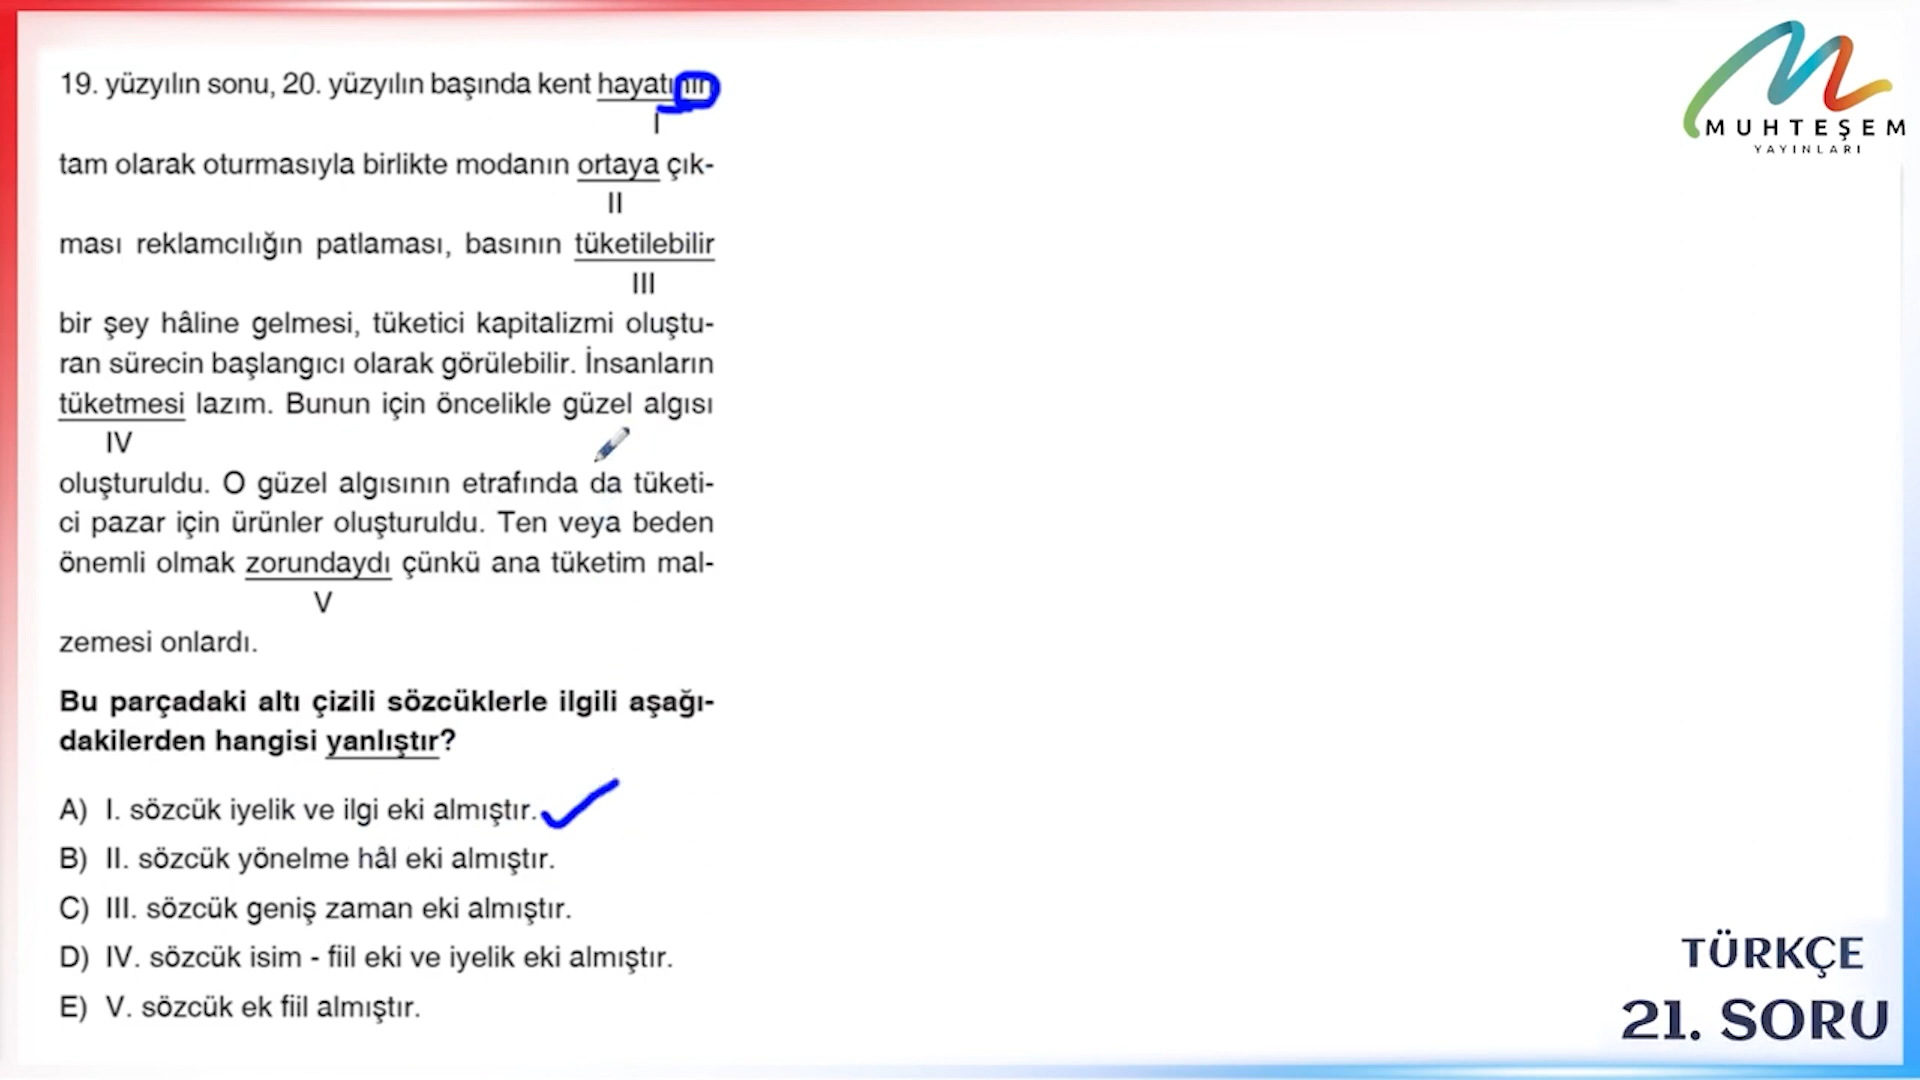 19. yüzyılın sonu, 20. yüzyılın başında kent hayatının
I
tam olarak oturmasıyla birlikte modanın ortaya çık-
II
ması reklamcılığın patlaması, basının tüketilebilir
III
bir şey hâline gelmesi, tüketici kapitalizmi oluştu-
ran sürecin başlangıcı olarak görülebilir. İnsanların
tüketmesi lazım. Bunun için öncelikle güzel algısı
IV
oluşturuldu. O güzel algısının etrafında da tüketi-
ci pazar için ürünler oluşturuldu. Ten veya beden
önemli olmak zorundaydı çünkü ana tüketim mal-
V
zemesi onlardı.
Bu parçadaki altı çizili sözcüklerle ilgili aşağı-
dakilerden hangisi yanlıştır?
A) I. sözcük iyelik ve ilgi eki almıştır.
B) II. sözcük yönelme hâl eki almıştır.
C) III. sözcük geniş zaman eki almıştır.
D) IV. sözcük isim - fiil eki ve iyelik eki almıştır.
E) V. sözcük ek fiil almıştır.
MUHTEŞEM
YAYINLARI
TÜRKÇE
21. SORU